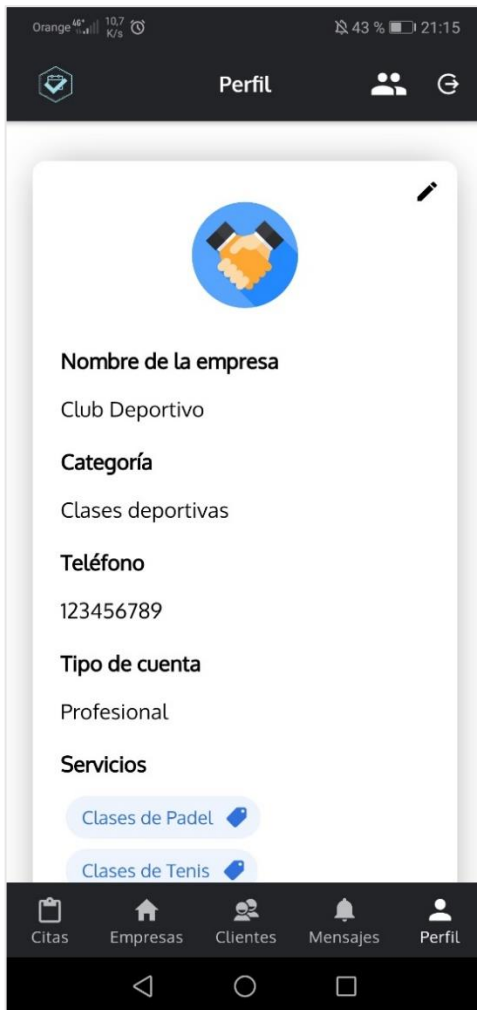 Orange 46+ 10,7 K/s 43 % 21:15
Perfil
Nombre de la empresa
Club Deportivo
Categoría
Clases deportivas
Teléfono
123456789
Tipo de cuenta
Profesional
Servicios
Clases de Padel
Clases de Tenis
Citas Empresas Clientes Mensajes Perfil